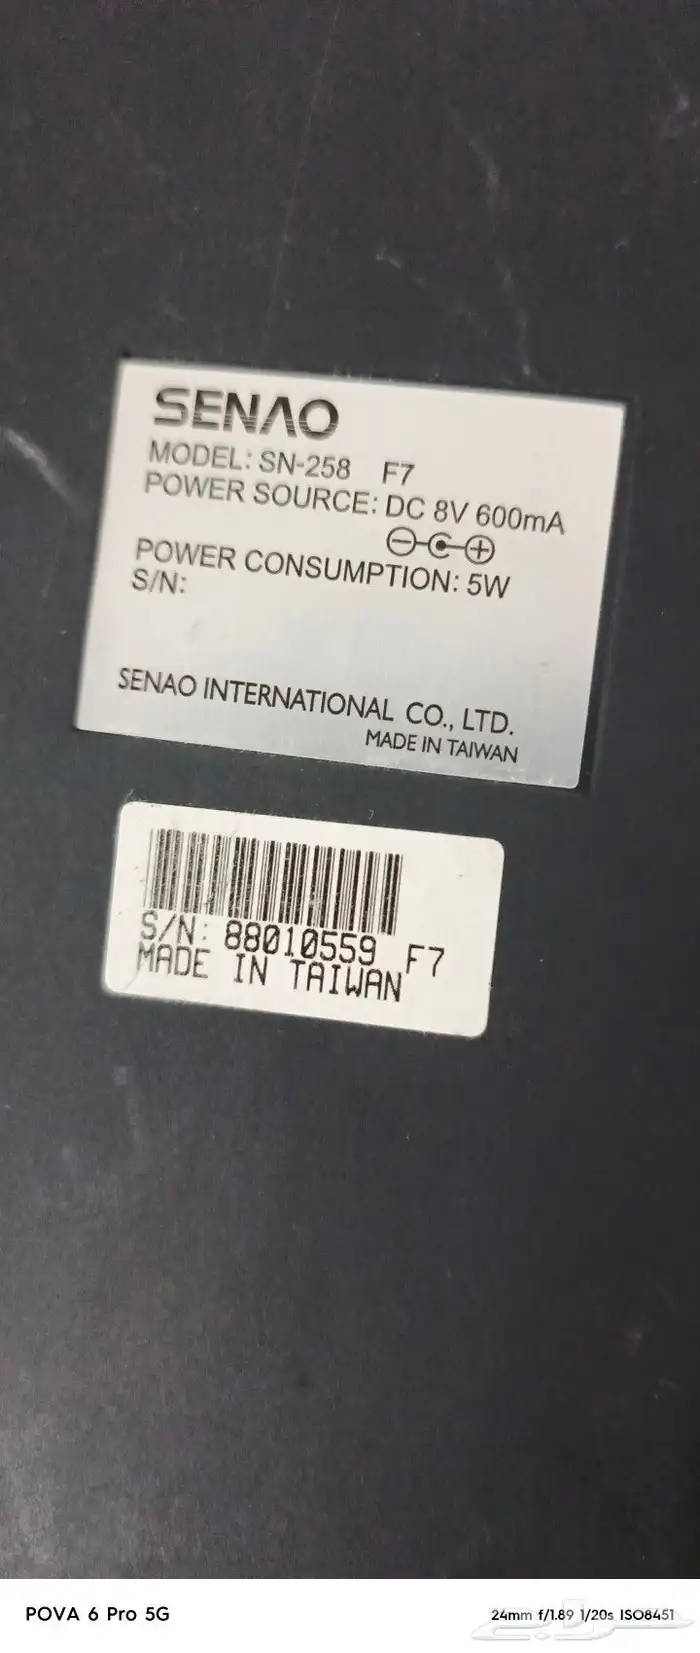 SENAO
MODEL: SN-258 F7
POWER SOURCE: DC 8V 600mA
POWER CONSUMPTION: 5W
S/N:
SENAO INTERNATIONAL CO., LTD.
MADE IN TAIWAN
S/N: 88010559 F7
MADE IN TAIWAN
POVA 6 Pro 5G
24mm f/1.89 1/20s ISO8451
حراج